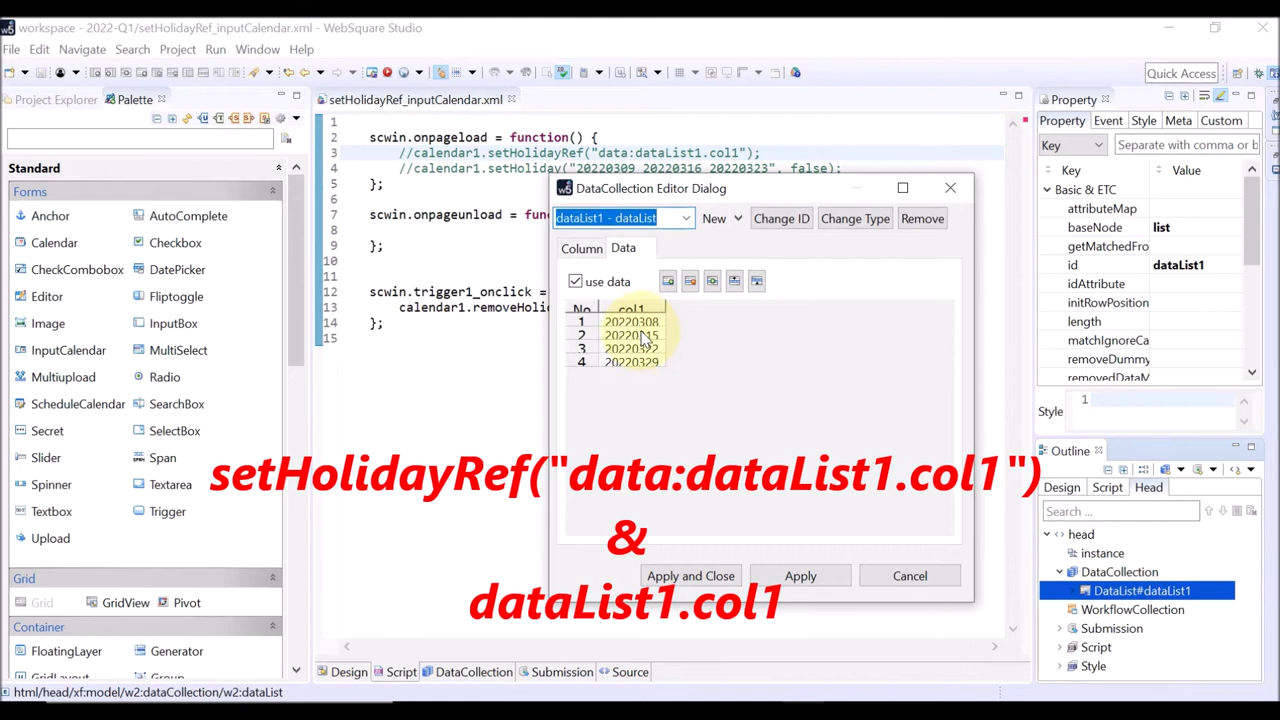 workspace - 2022-Q1/setHolidayRef_inputCalendar.xml - WebSquare Studio
File Edit Navigate Search Project Run Window Help
Quick Access
Project Explorer Palette
Standard
Forms
Anchor AutoComplete
Calendar Checkbox
CheckCombobox DatePicker
Editor Fliptoggle
Image InputBox
InputCalendar MultiSelect
Multiupload Radio
ScheduleCalendar SearchBox
Secret SelectBox
Slider Span
Spinner Textarea
Textbox Trigger
Upload
Grid
Grid GridView Pivot
Container
FloatingLayer Generator
html/head/xf:model/w2:dataCollection/w2:dataList
setHolidayRef_inputCalendar.xml
1
2 scwin.onpageload = function() {
3 //calendar1.setHolidayRef("data:dataList1.col1");
4 //calendar1.setHoliday("20220309 20220316 20220323", false);
5 };
6
7 scwin.onpageunload =
8
9 };
10
11
12 scwin.trigger1_onclick =
13 calendar1.removeHoli
14 };
15
Design Script DataCollection Submission Source
DataCollection Editor Dialog
dataList1 - dataList New Change ID Change Type Remove
Column Data
use data
No col1
1 20220308
2
3 20220322
4 20220329
Apply and Close Apply Cancel
setHolidayRef("data:dataList1.col1")
&
dataList1.col1
Property
Property Event Style Meta Custom
Key Separate with comma or b
Key Value
Basic & ETC
attributeMap
baseNode list
getMatchedFro
id dataList1
idAttribute
initRowPosition
length
matchIgnoreCa
removeDummy
removedDataM
Style 1
Outline
Design Script Head
Search ...
head
instance
DataCollection
DataList#dataList1
WorkflowCollection
Submission
Script
Style